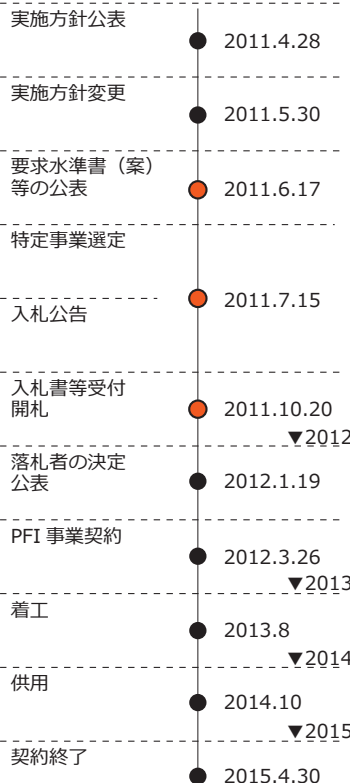 実施方針公表
2011.4.28
実施方針変更
2011.5.30
要求水準書（案）
等の公表
2011.6.17
特定事業選定
2011.7.15
入札公告
入札書等受付
開札
2011.10.20
▼2012
落札者の決定
公表
2012.1.19
PFI 事業契約
2012.3.26
▼2013
着工
2013.8
▼2014
供用
2014.10
▼2015
契約終了
2015.4.30